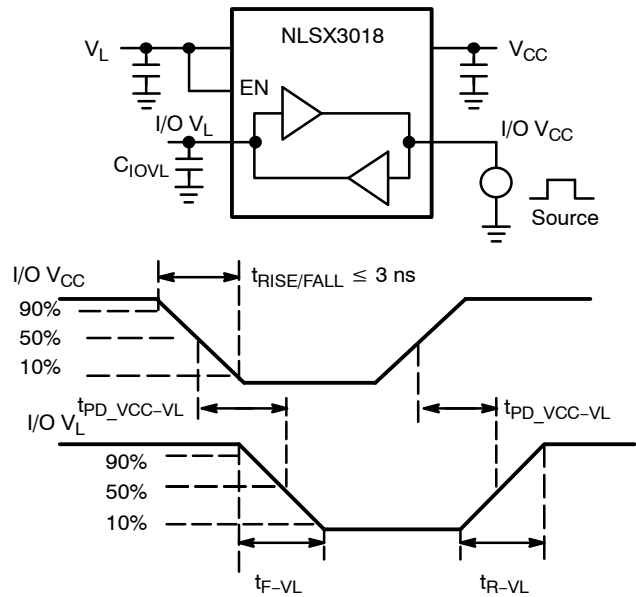 NLSX3018
V_L
V_CC
EN
I/O V_L
I/O V_CC
C_IOVL
Source
I/O V_CC
t_RISE/FALL ≤ 3 ns
90%
50%
10%
t_PD_VCC–VL
t_PD_VCC–VL
I/O V_L
90%
50%
10%
t_F–VL
t_R–VL